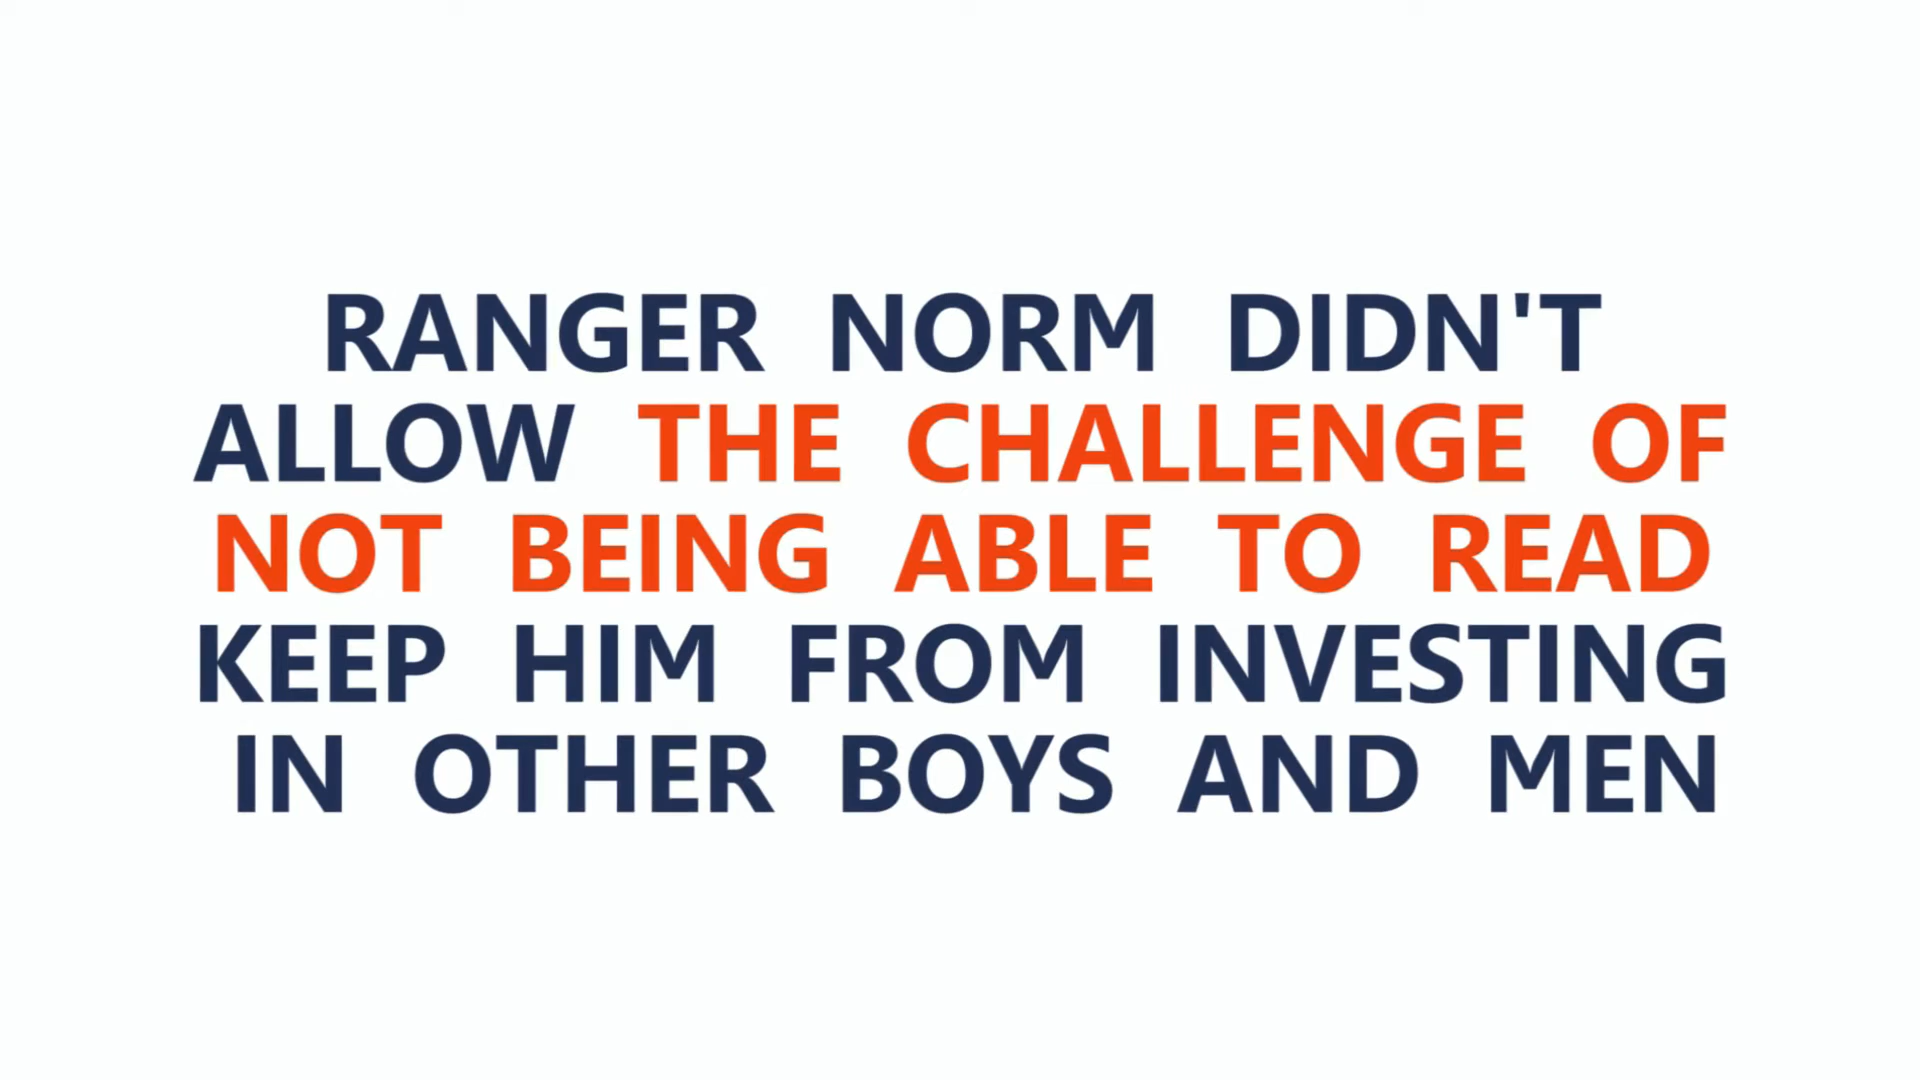 RANGER NORM DIDN'T
ALLOW THE CHALLENGE OF
NOT BEING ABLE TO READ
KEEP HIM FROM INVESTING
IN OTHER BOYS AND MEN